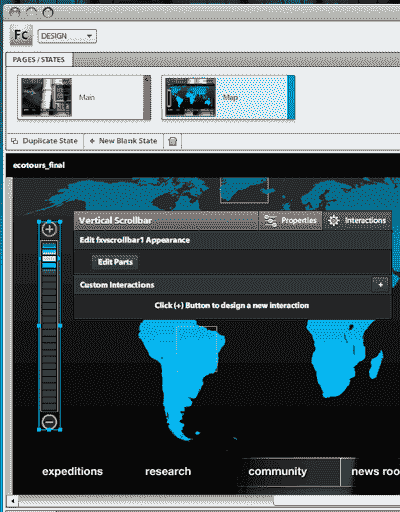 Fc DESIGN
PAGES / STATES
Main
Map
Duplicate State + New Blank State
ecotours_final
Vertical Scrollbar Properties Interactions
Edit fxvscrollbar1 Appearance
Edit Parts
Custom Interactions +
Click (+) Button to design a new interaction
expeditions research community news roo